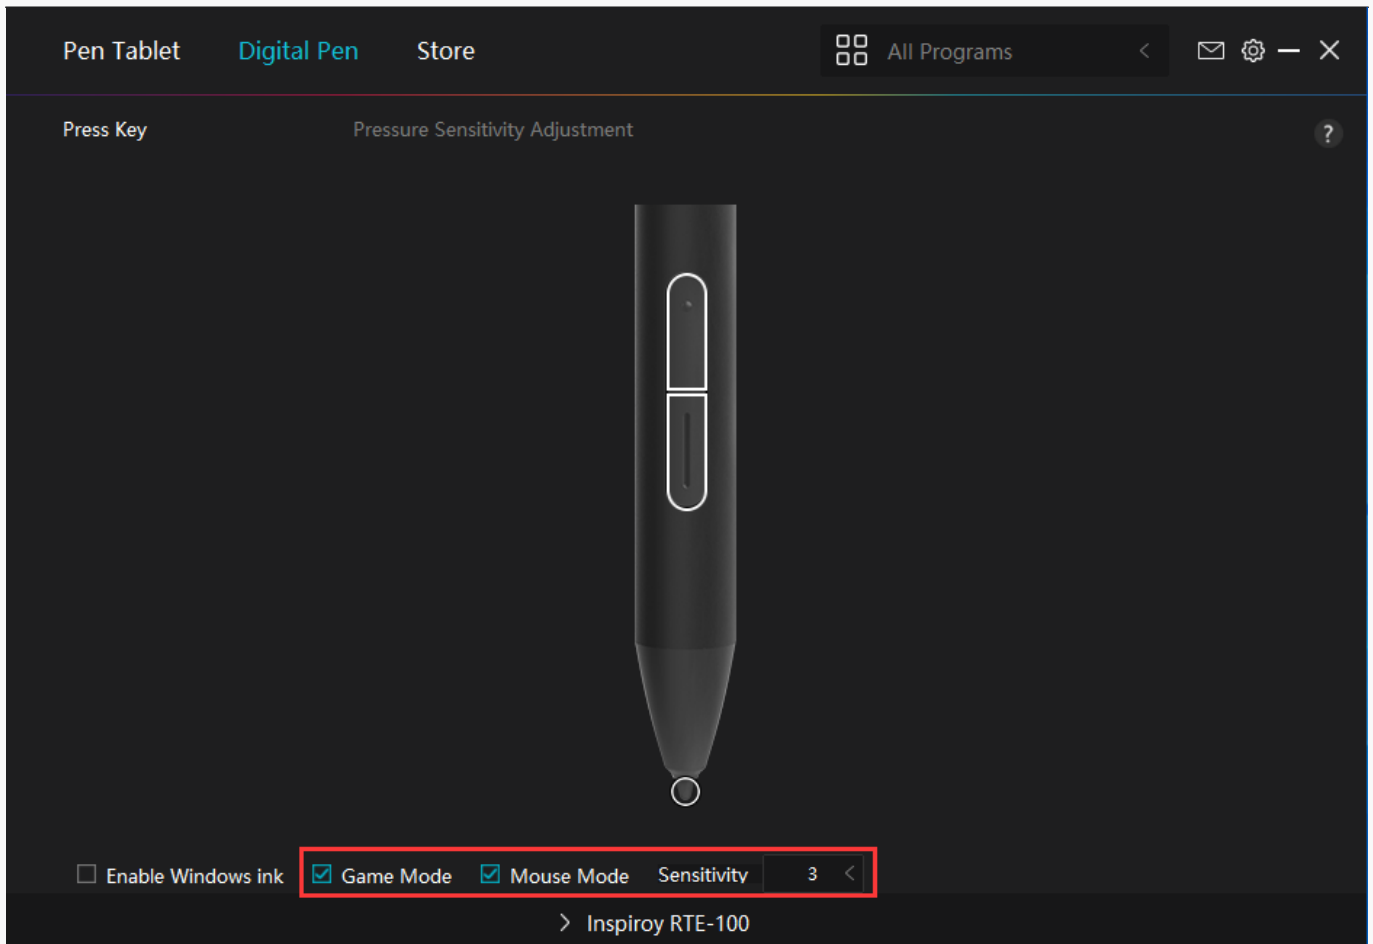 Pen Tablet Digital Pen Store All Programs
Press Key Pressure Sensitivity Adjustment ?
Enable Windows ink Game Mode Mouse Mode Sensitivity 3
Inspiroy RTE-100